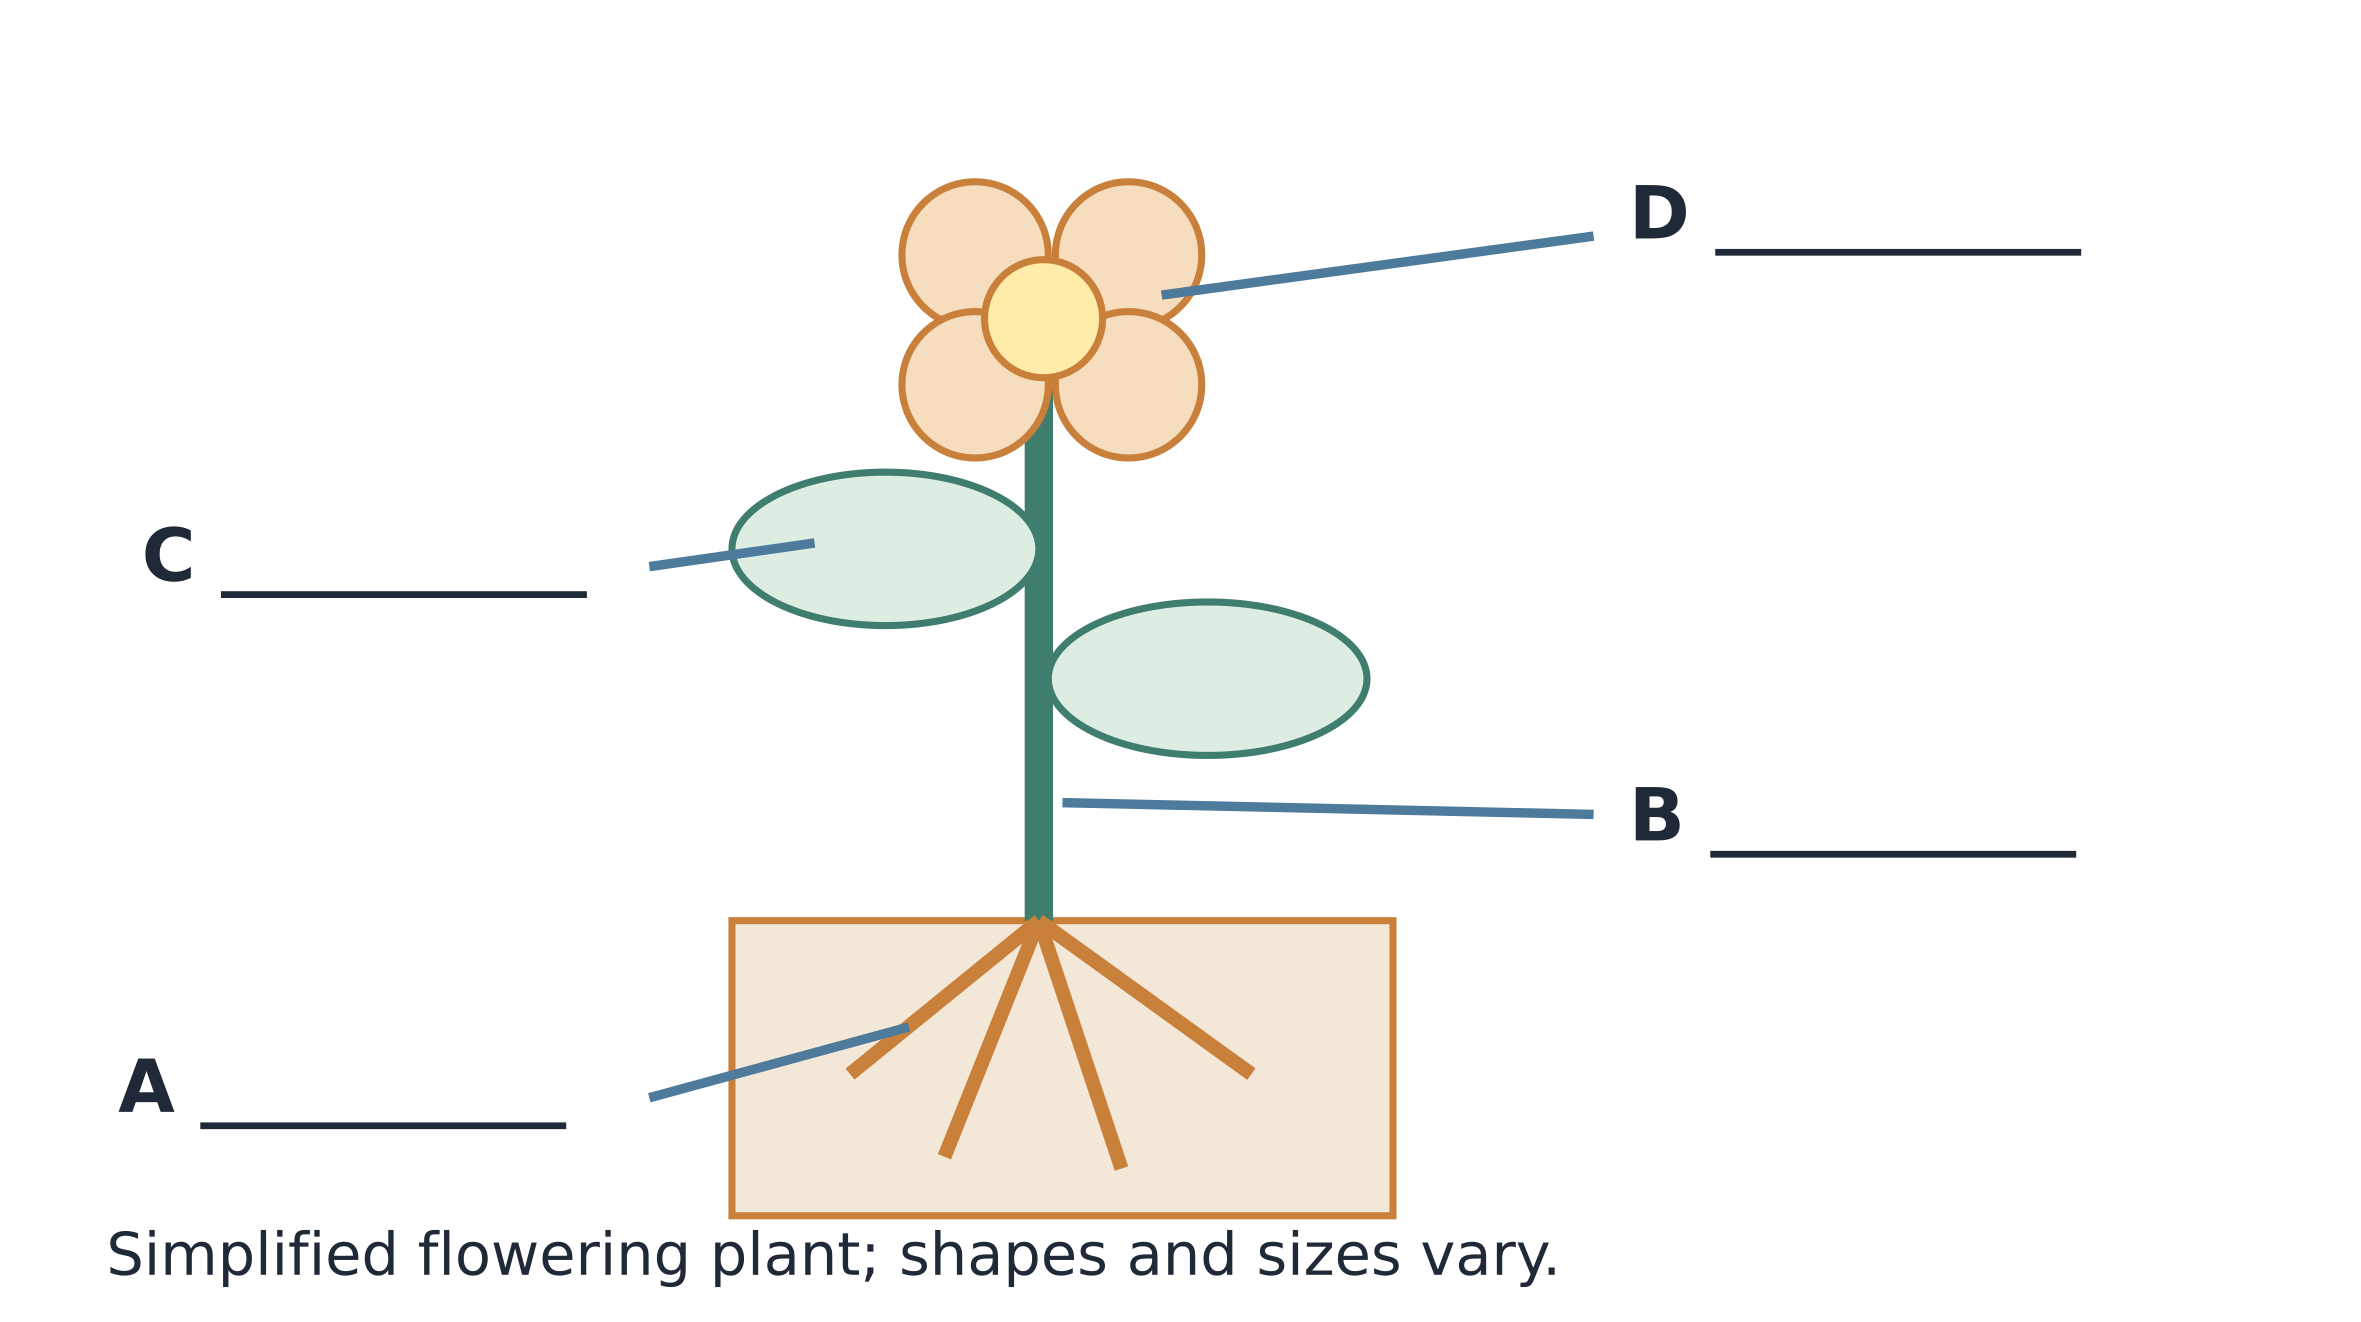 D
C
B
A
Simplified flowering plant; shapes and sizes vary.